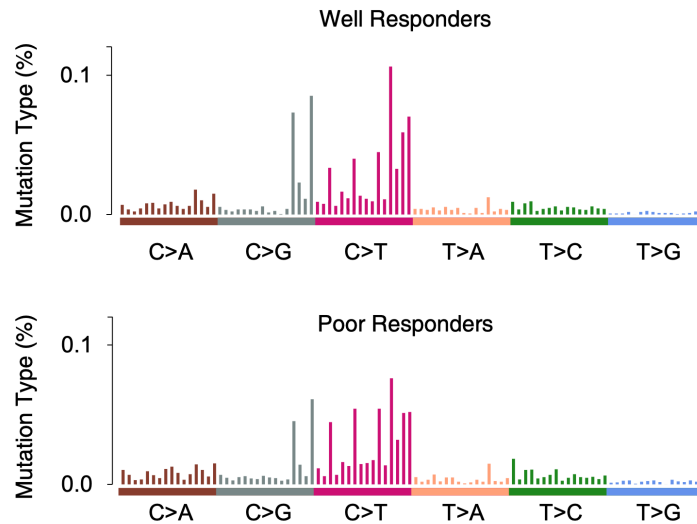 Well Responders
Mutation Type (%)
0.1
0.0
C>A C>G C>T T>A T>C T>G
Poor Responders
Mutation Type (%)
0.1
0.0
C>A C>G C>T T>A T>C T>G